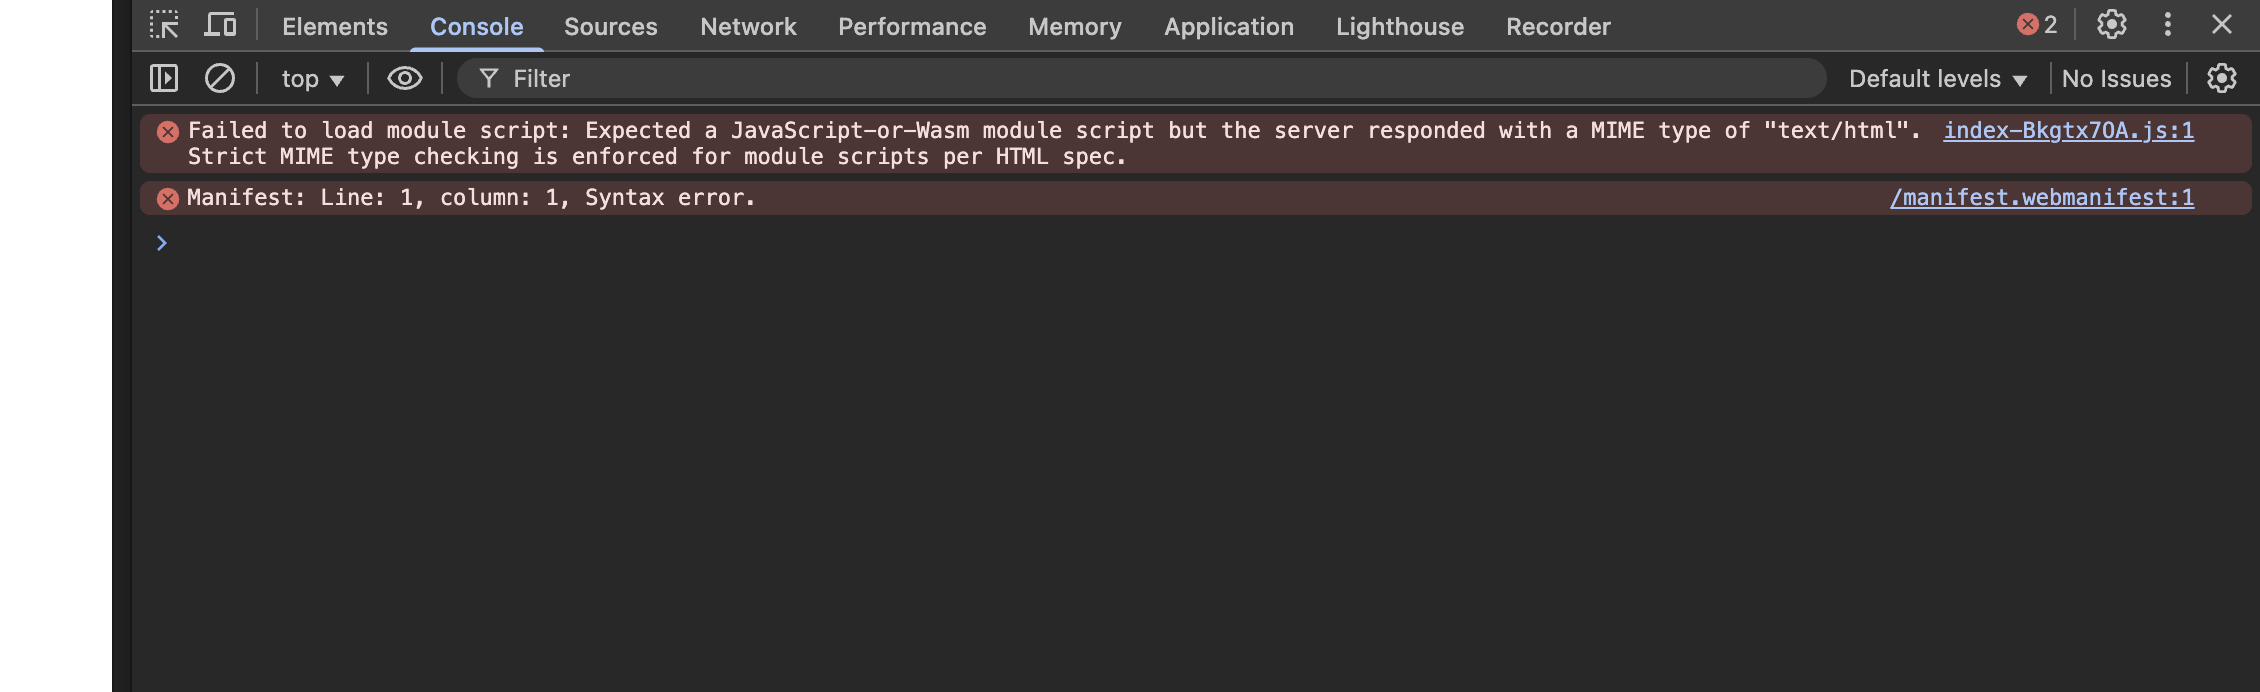 Elements Console Sources Network Performance Memory Application Lighthouse Recorder 2
top Filter Default levels No Issues
Failed to load module script: Expected a JavaScript-or-Wasm module script but the server responded with a MIME type of "text/html". index-Bkgtx7OA.js:1
Strict MIME type checking is enforced for module scripts per HTML spec.
Manifest: Line: 1, column: 1, Syntax error. /manifest.webmanifest:1